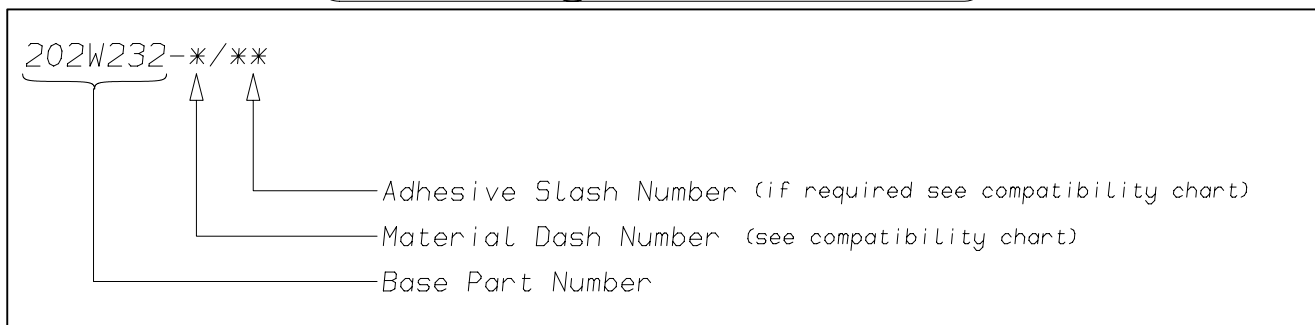 202W232-*/**
Adhesive Slash Number (if required see compatibility chart)
Material Dash Number (see compatibility chart)
Base Part Number